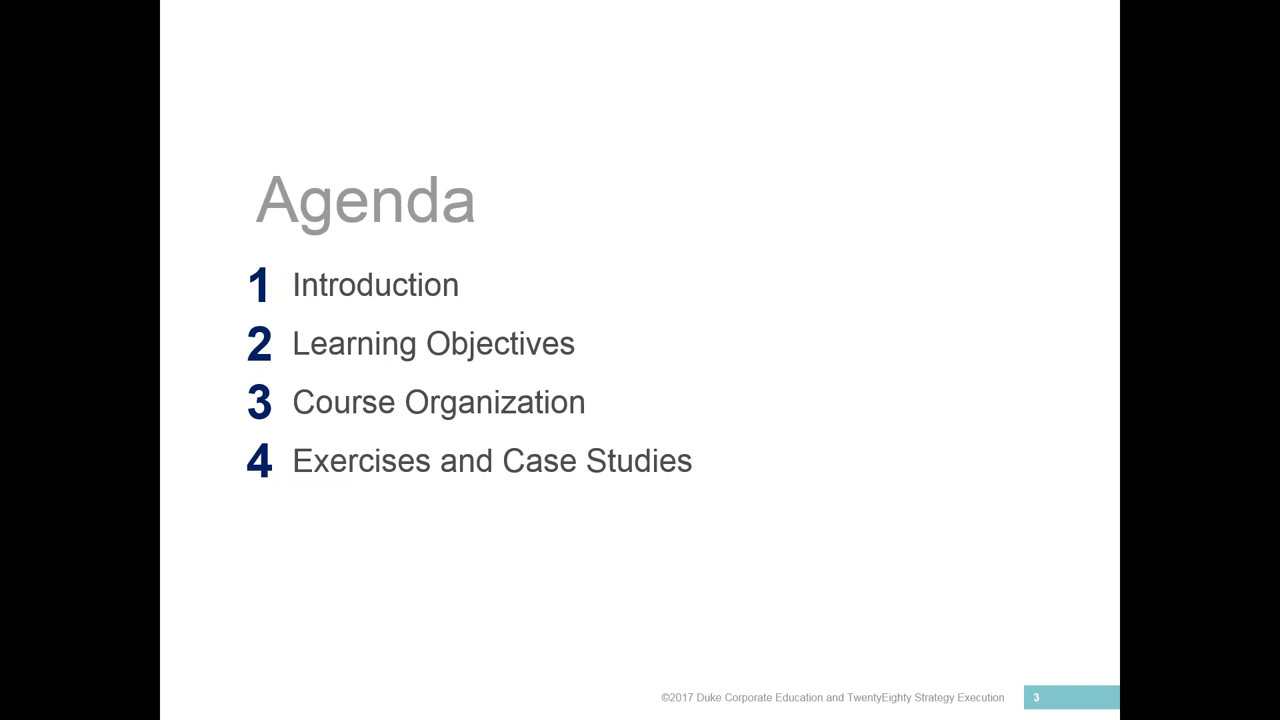 Agenda
1 Introduction
2 Learning Objectives
3 Course Organization
4 Exercises and Case Studies
©2017 Duke Corporate Education and TwentyEighty Strategy Execution 3